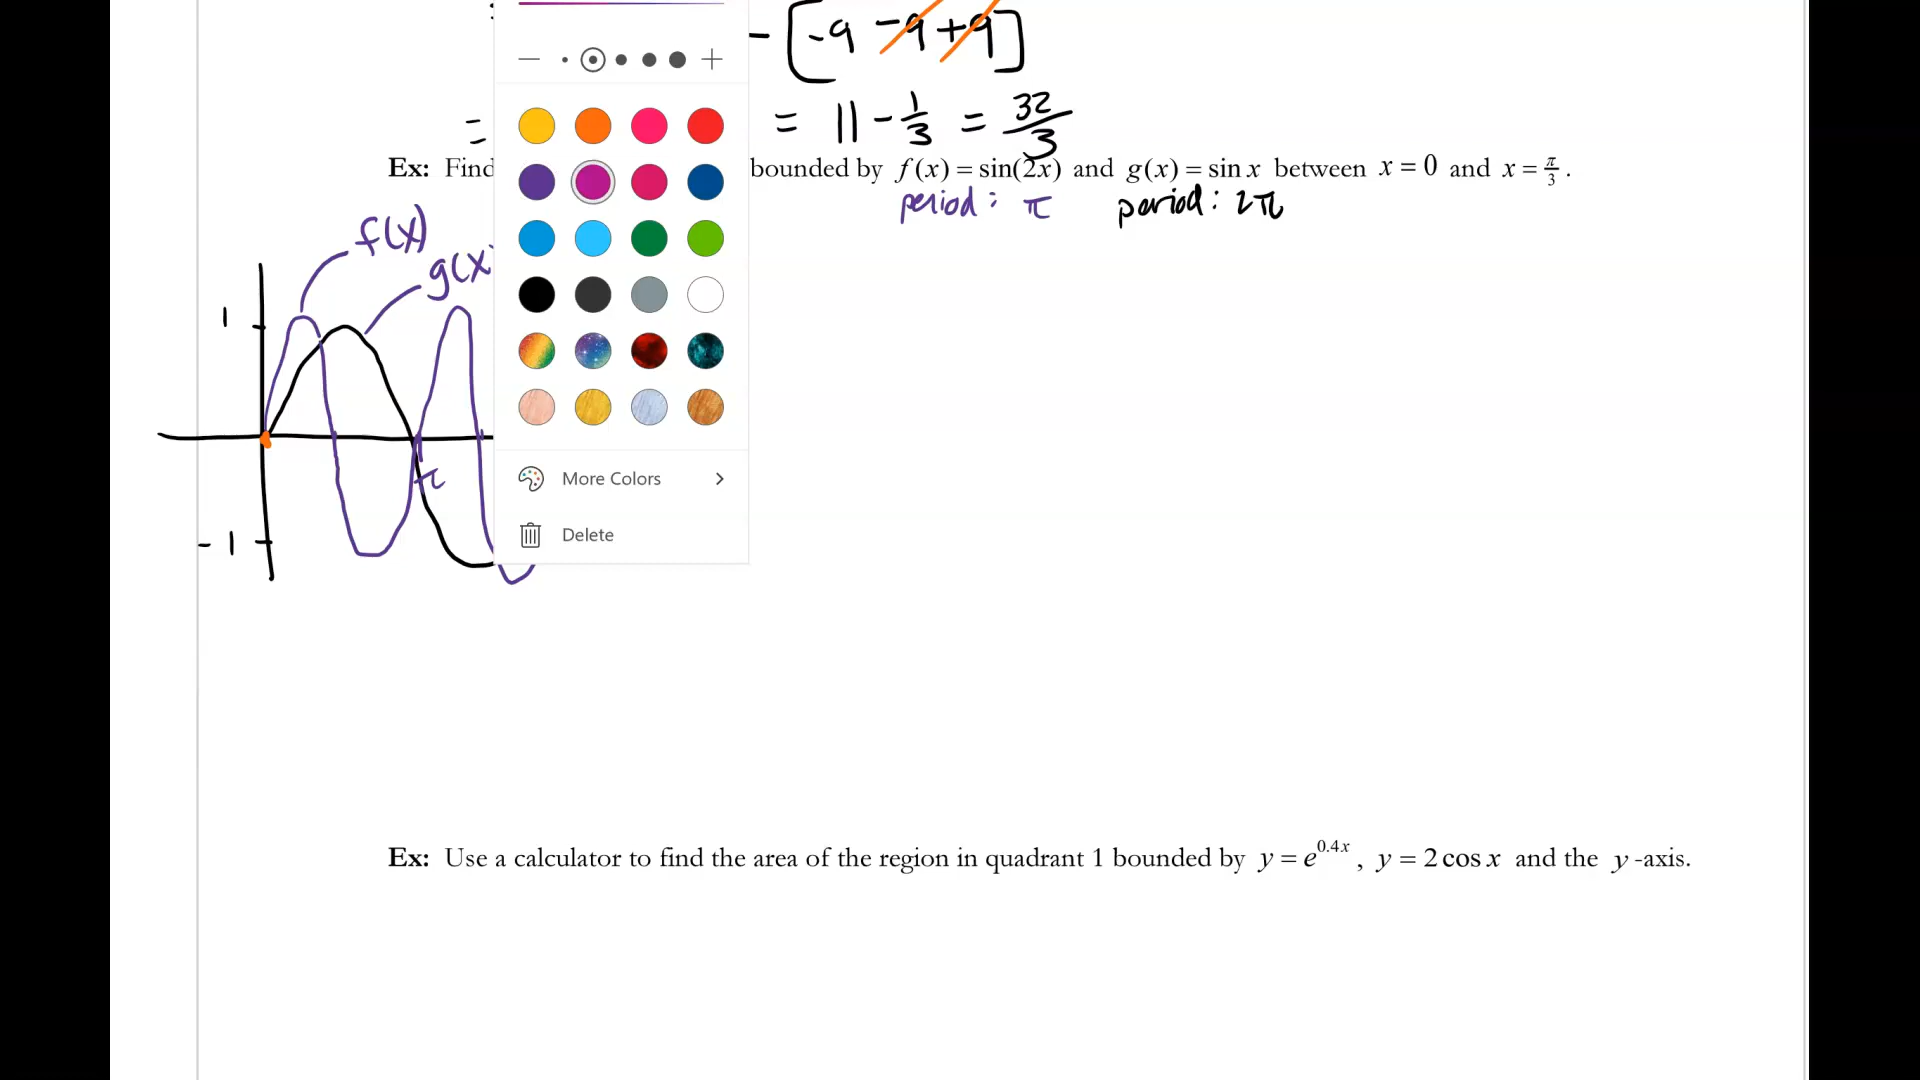 - [-9 -9 +9]
= = 11 - 1/3 = 32/3
Ex: Find bounded by f(x) = sin(2x) and g(x) = sin x between x = 0 and x = π/3.
period: π period: 2π
f(x)
g(x
1
π
-1
More Colors
Delete
Ex: Use a calculator to find the area of the region in quadrant 1 bounded by y = e^0.4x, y = 2 cos x and the y-axis.